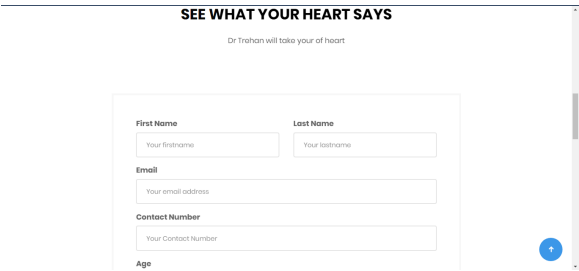 SEE WHAT YOUR HEART SAYS
Dr Trehan will take your of heart
First Name
Last Name
Your firstname
Your lastname
Email
Your email address
Contact Number
Your Contact Number
Age